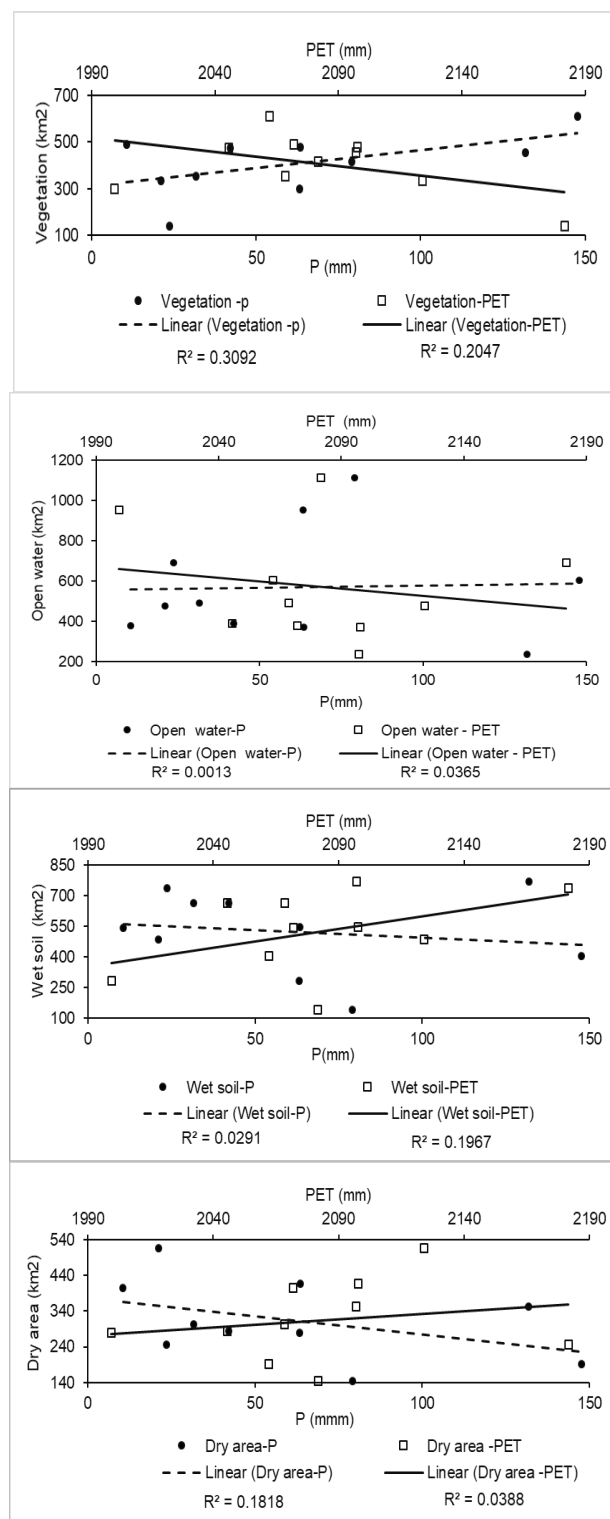 PET (mm)
1990 2040 2090 2140 2190
700
500
300
100
Vegetation (km2)
0 50 100 150
P (mm)
Vegetation -p Vegetation-PET
Linear (Vegetation -p) Linear (Vegetation-PET)
R² = 0.3092 R² = 0.2047
PET (mm)
1990 2040 2090 2140 2190
1200
1000
800
600
400
200
Open water (km2)
0 50 100 150
P(mm)
Open water-P Open water - PET
Linear (Open water-P) Linear (Open water - PET)
R² = 0.0013 R² = 0.0365
PET (mm)
1990 2040 2090 2140 2190
850
700
550
400
250
100
Wet soil (km2)
0 50 100 150
P(mm)
Wet soil-P Wet soil-PET
Linear (Wet soil-P) Linear (Wet soil-PET)
R² = 0.0291 R² = 0.1967
PET (mm)
1990 2040 2090 2140 2190
540
440
340
240
140
Dry area (km2)
0 50 100 150
P (mmm)
Dry area-P Dry area -PET
Linear (Dry area-P) Linear (Dry area -PET)
R² = 0.1818 R² = 0.0388